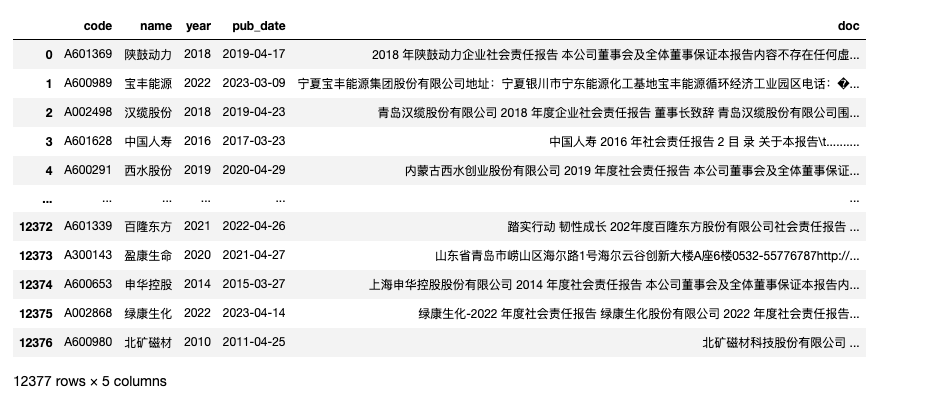 code name year pub_date doc
0 A601369 陕鼓动力 2018 2019-04-17 2018 年陕鼓动力企业社会责任报告 本公司董事会及全体董事保证本报告内容不存在任何虚...
1 A600989 宝丰能源 2022 2023-03-09 宁夏宝丰能源集团股份有限公司地址：宁夏银川市宁东能源化工基地宝丰能源循环经济工业园区电话：�...
2 A002498 汉缆股份 2018 2019-04-23 青岛汉缆股份有限公司 2018 年度企业社会责任报告 董事长致辞 青岛汉缆股份有限公司围...
3 A601628 中国人寿 2016 2017-03-23 中国人寿 2016 年社会责任报告 2 目 录 关于本报告\t..........
4 A600291 西水股份 2019 2020-04-29 内蒙古西水创业股份有限公司 2019 年度社会责任报告 本公司董事会及全体董事保证...
... ... ... ... ... ...
12372 A601339 百隆东方 2021 2022-04-26 踏实行动 韧性成长 202年度百隆东方股份有限公司社会责任报告 ...
12373 A300143 盈康生命 2020 2021-04-27 山东省青岛市崂山区海尔路1号海尔云谷创新大楼A座6楼0532-55776787http://...
12374 A600653 申华控股 2014 2015-03-27 上海申华控股股份有限公司 2014 年度社会责任报告 本公司董事会及全体董事保证本报告内...
12375 A002868 绿康生化 2022 2023-04-14 绿康生化-2022 年度社会责任报告 绿康生化股份有限公司 2022 年度社会责任报告...
12376 A600980 北矿磁材 2010 2011-04-25 北矿磁材科技股份有限公司 ...
12377 rows × 5 columns